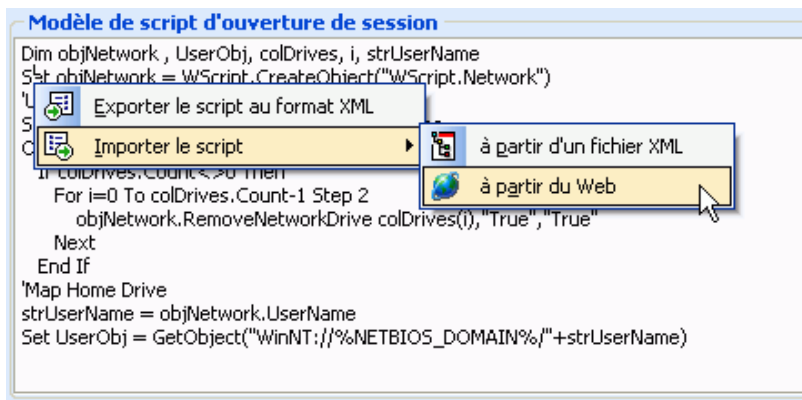 Modèle de script d'ouverture de session
Dim objNetwork , UserObj, colDrives, i, strUserName
Set objNetwork = WScript.CreateObject("WScript.Network")
Exporter le script au format XML
Importer le script
à partir d'un fichier XML
à partir du Web
If colDrives.Count<>0 Then
For i=0 To colDrives.Count-1 Step 2
objNetwork.RemoveNetworkDrive colDrives(i),"True","True"
Next
End If
'Map Home Drive
strUserName = objNetwork.UserName
Set UserObj = GetObject("WinNT://%NETBIOS_DOMAIN%/"+strUserName)